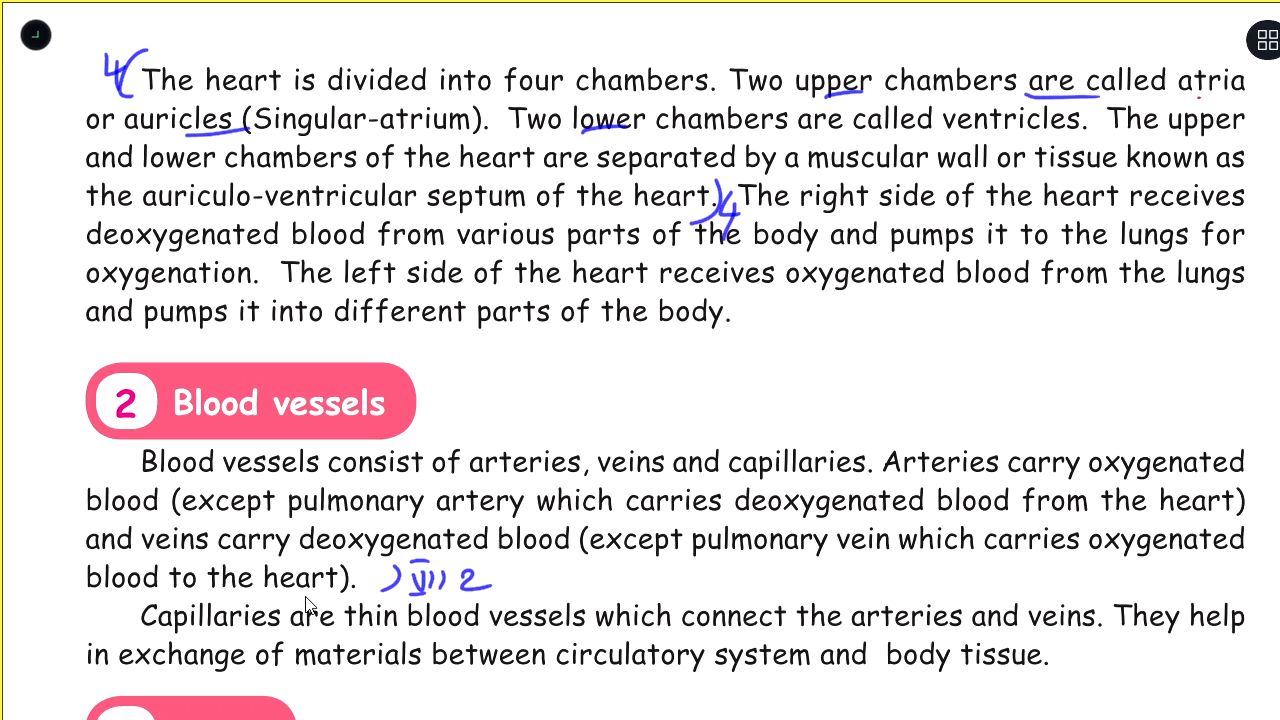 4( The heart is divided into four chambers. Two upper chambers are called atria
or auricles (Singular-atrium). Two lower chambers are called ventricles. The upper
and lower chambers of the heart are separated by a muscular wall or tissue known as
the auriculo-ventricular septum of the heart. )4 The right side of the heart receives
deoxygenated blood from various parts of the body and pumps it to the lungs for
oxygenation. The left side of the heart receives oxygenated blood from the lungs
and pumps it into different parts of the body.
2 Blood vessels
Blood vessels consist of arteries, veins and capillaries. Arteries carry oxygenated
blood (except pulmonary artery which carries deoxygenated blood from the heart)
and veins carry deoxygenated blood (except pulmonary vein which carries oxygenated
blood to the heart). ) VII) 2
Capillaries are thin blood vessels which connect the arteries and veins. They help
in exchange of materials between circulatory system and body tissue.